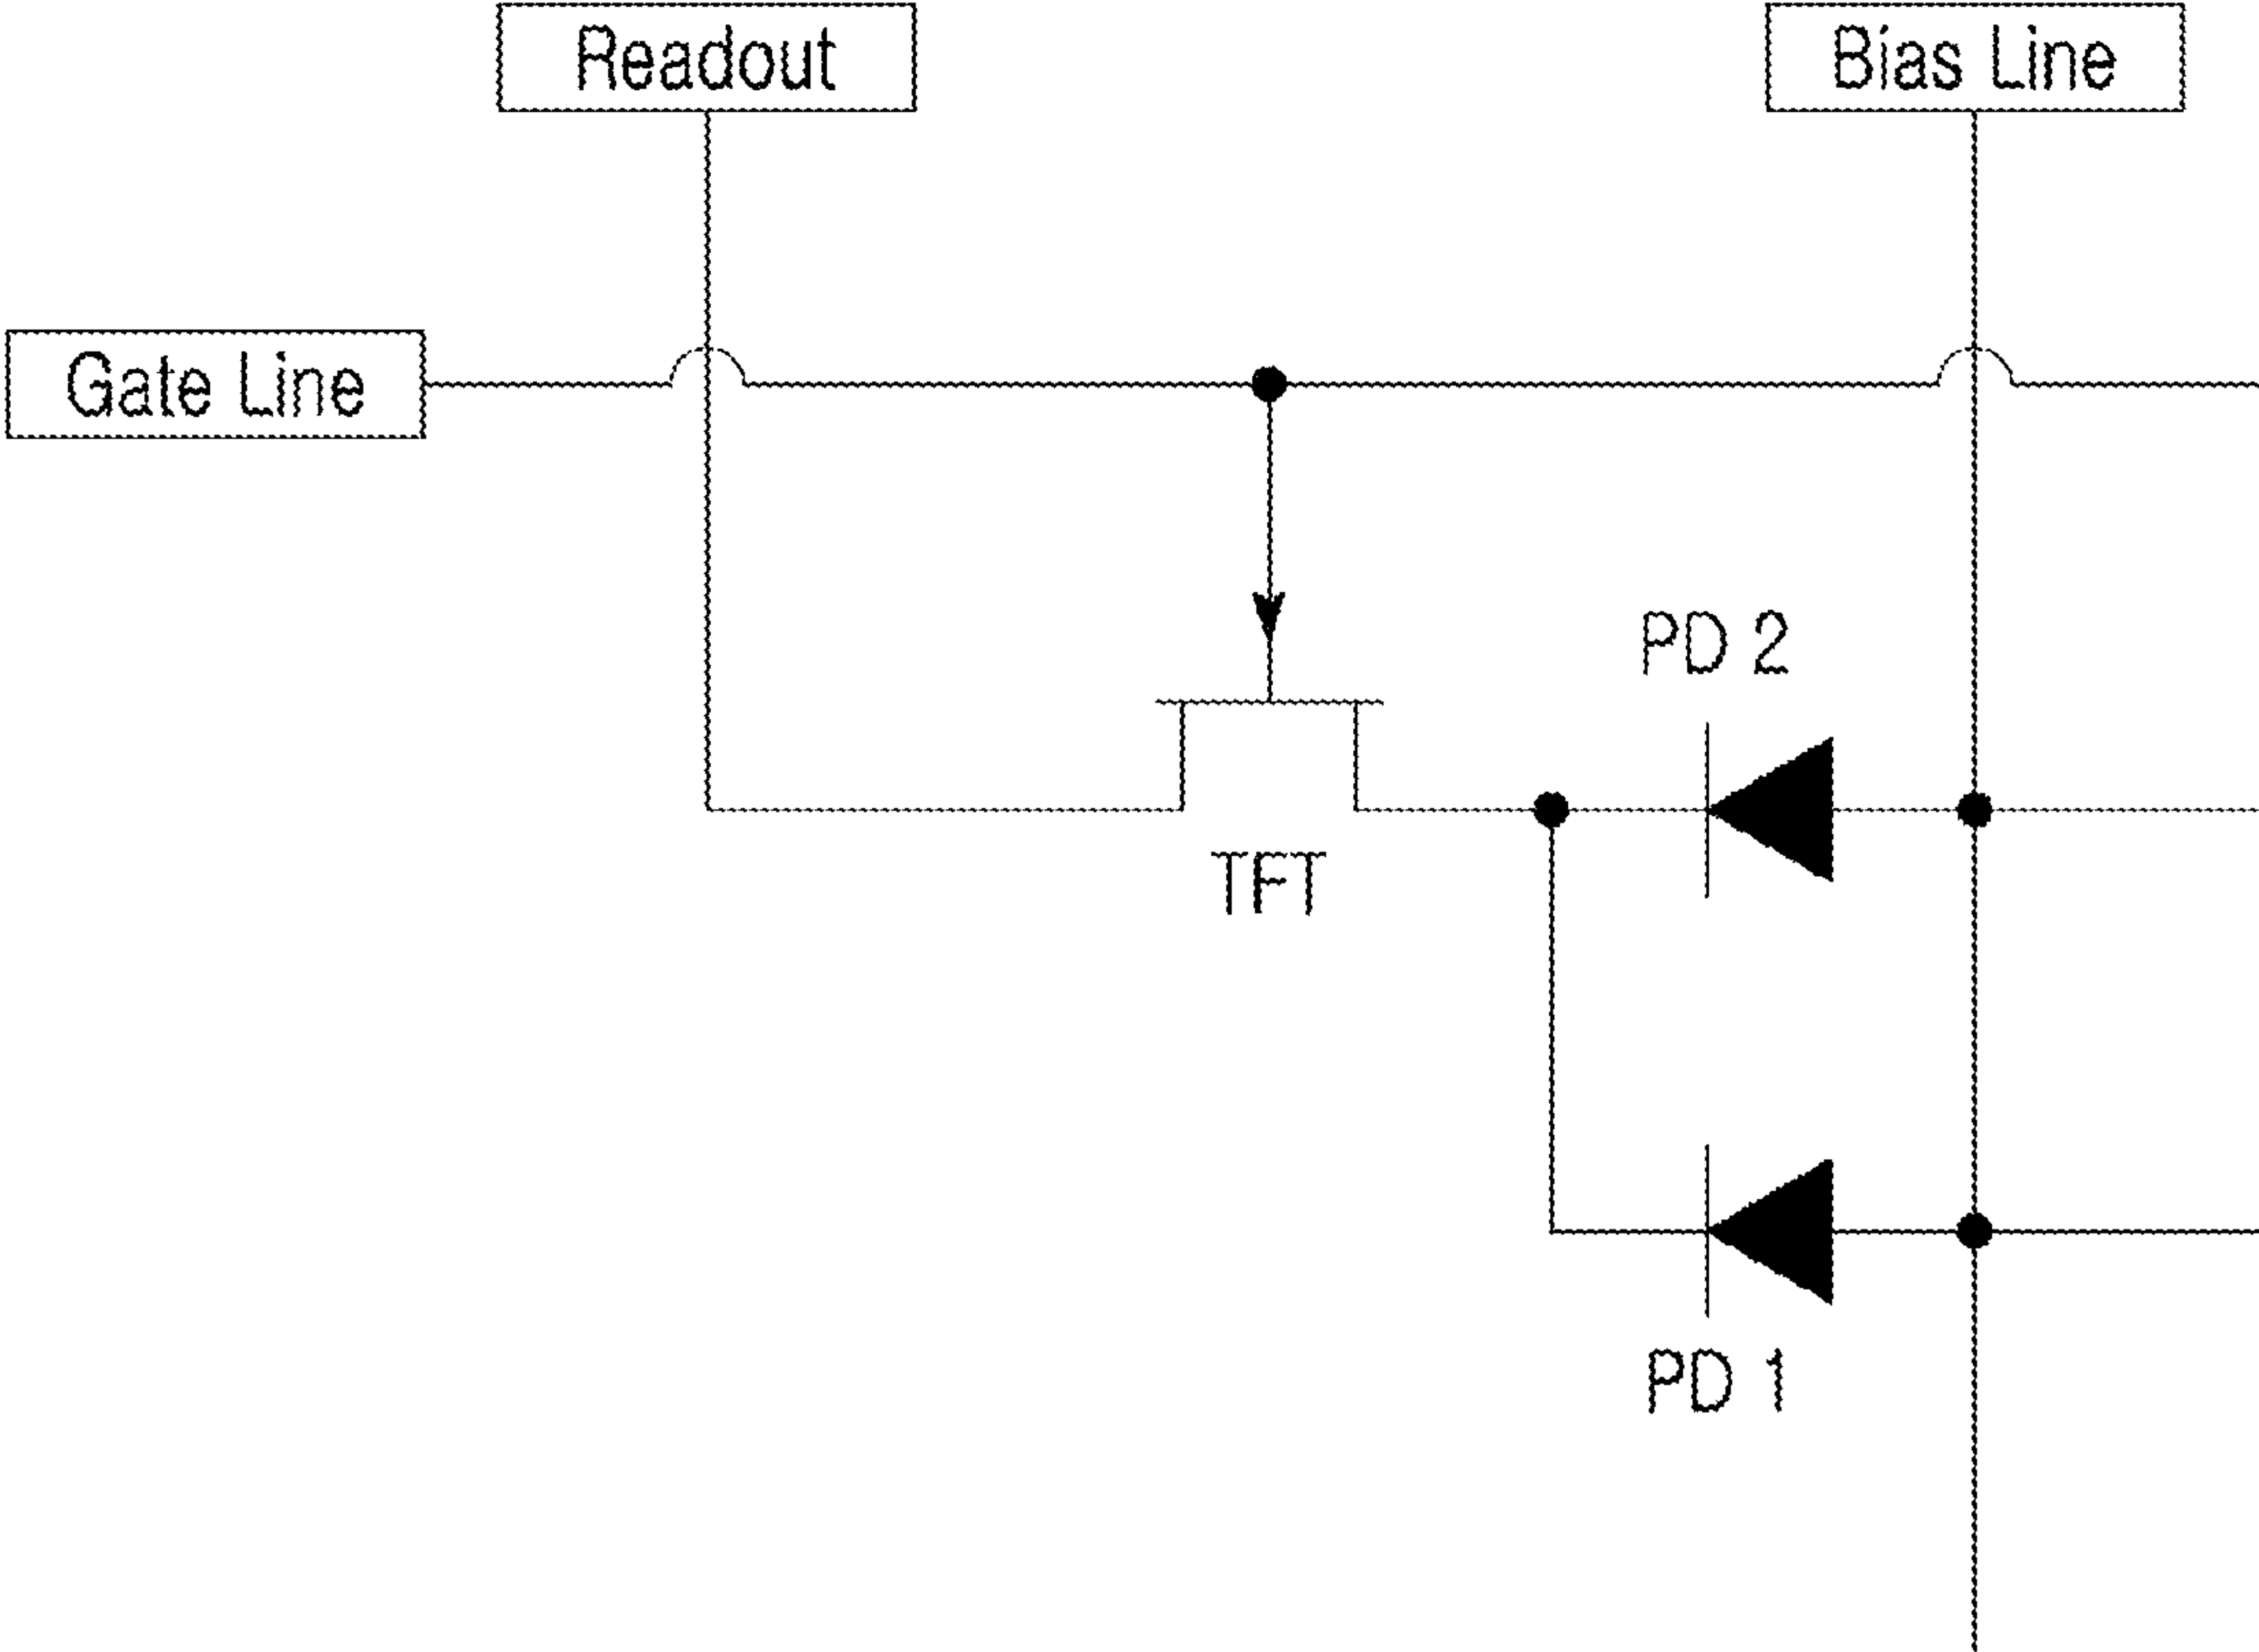 Readout
Bias Line
Gate Line
PD 2
TFT
PD 1